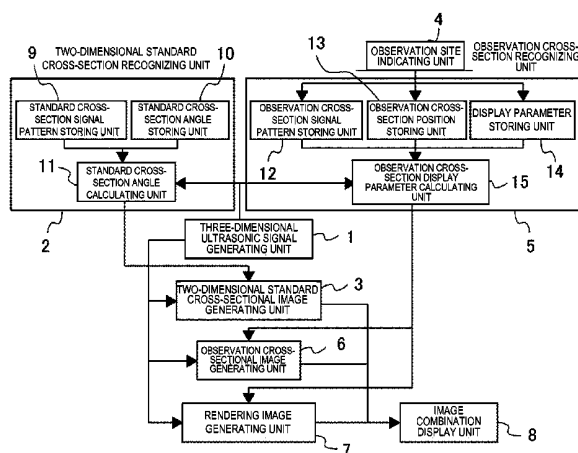 4
9
TWO-DIMENSIONAL STANDARD
CROSS-SECTION RECOGNIZING UNIT
10
13
OBSERVATION SITE
INDICATING UNIT
OBSERVATION CROSS-
SECTION RECOGNIZING
UNIT
STANDARD CROSS-
SECTION SIGNAL
PATTERN STORING UNIT
STANDARD CROSS-
SECTION ANGLE
STORING UNIT
OBSERVATION CROSS-
SECTION SIGNAL
PATTERN STORING UNIT
OBSERVATION CROSS-
SECTION POSITION
STORING UNIT
DISPLAY PARAMETER
STORING UNIT
11
STANDARD CROSS-
SECTION ANGLE
CALCULATING UNIT
12
OBSERVATION CROSS-
SECTION DISPLAY
PARAMETER CALCULATING
UNIT
15
14
2
THREE-DIMENSIONAL
ULTRASONIC SIGNAL
GENERATING UNIT
1
5
TWO-DIMENSIONAL STANDARD
CROSS-SECTIONAL IMAGE
GENERATING UNIT
3
OBSERVATION CROSS-
SECTIONAL IMAGE
GENERATING UNIT
6
RENDERING IMAGE
GENERATING UNIT
7
IMAGE
COMBINATION
DISPLAY UNIT
8